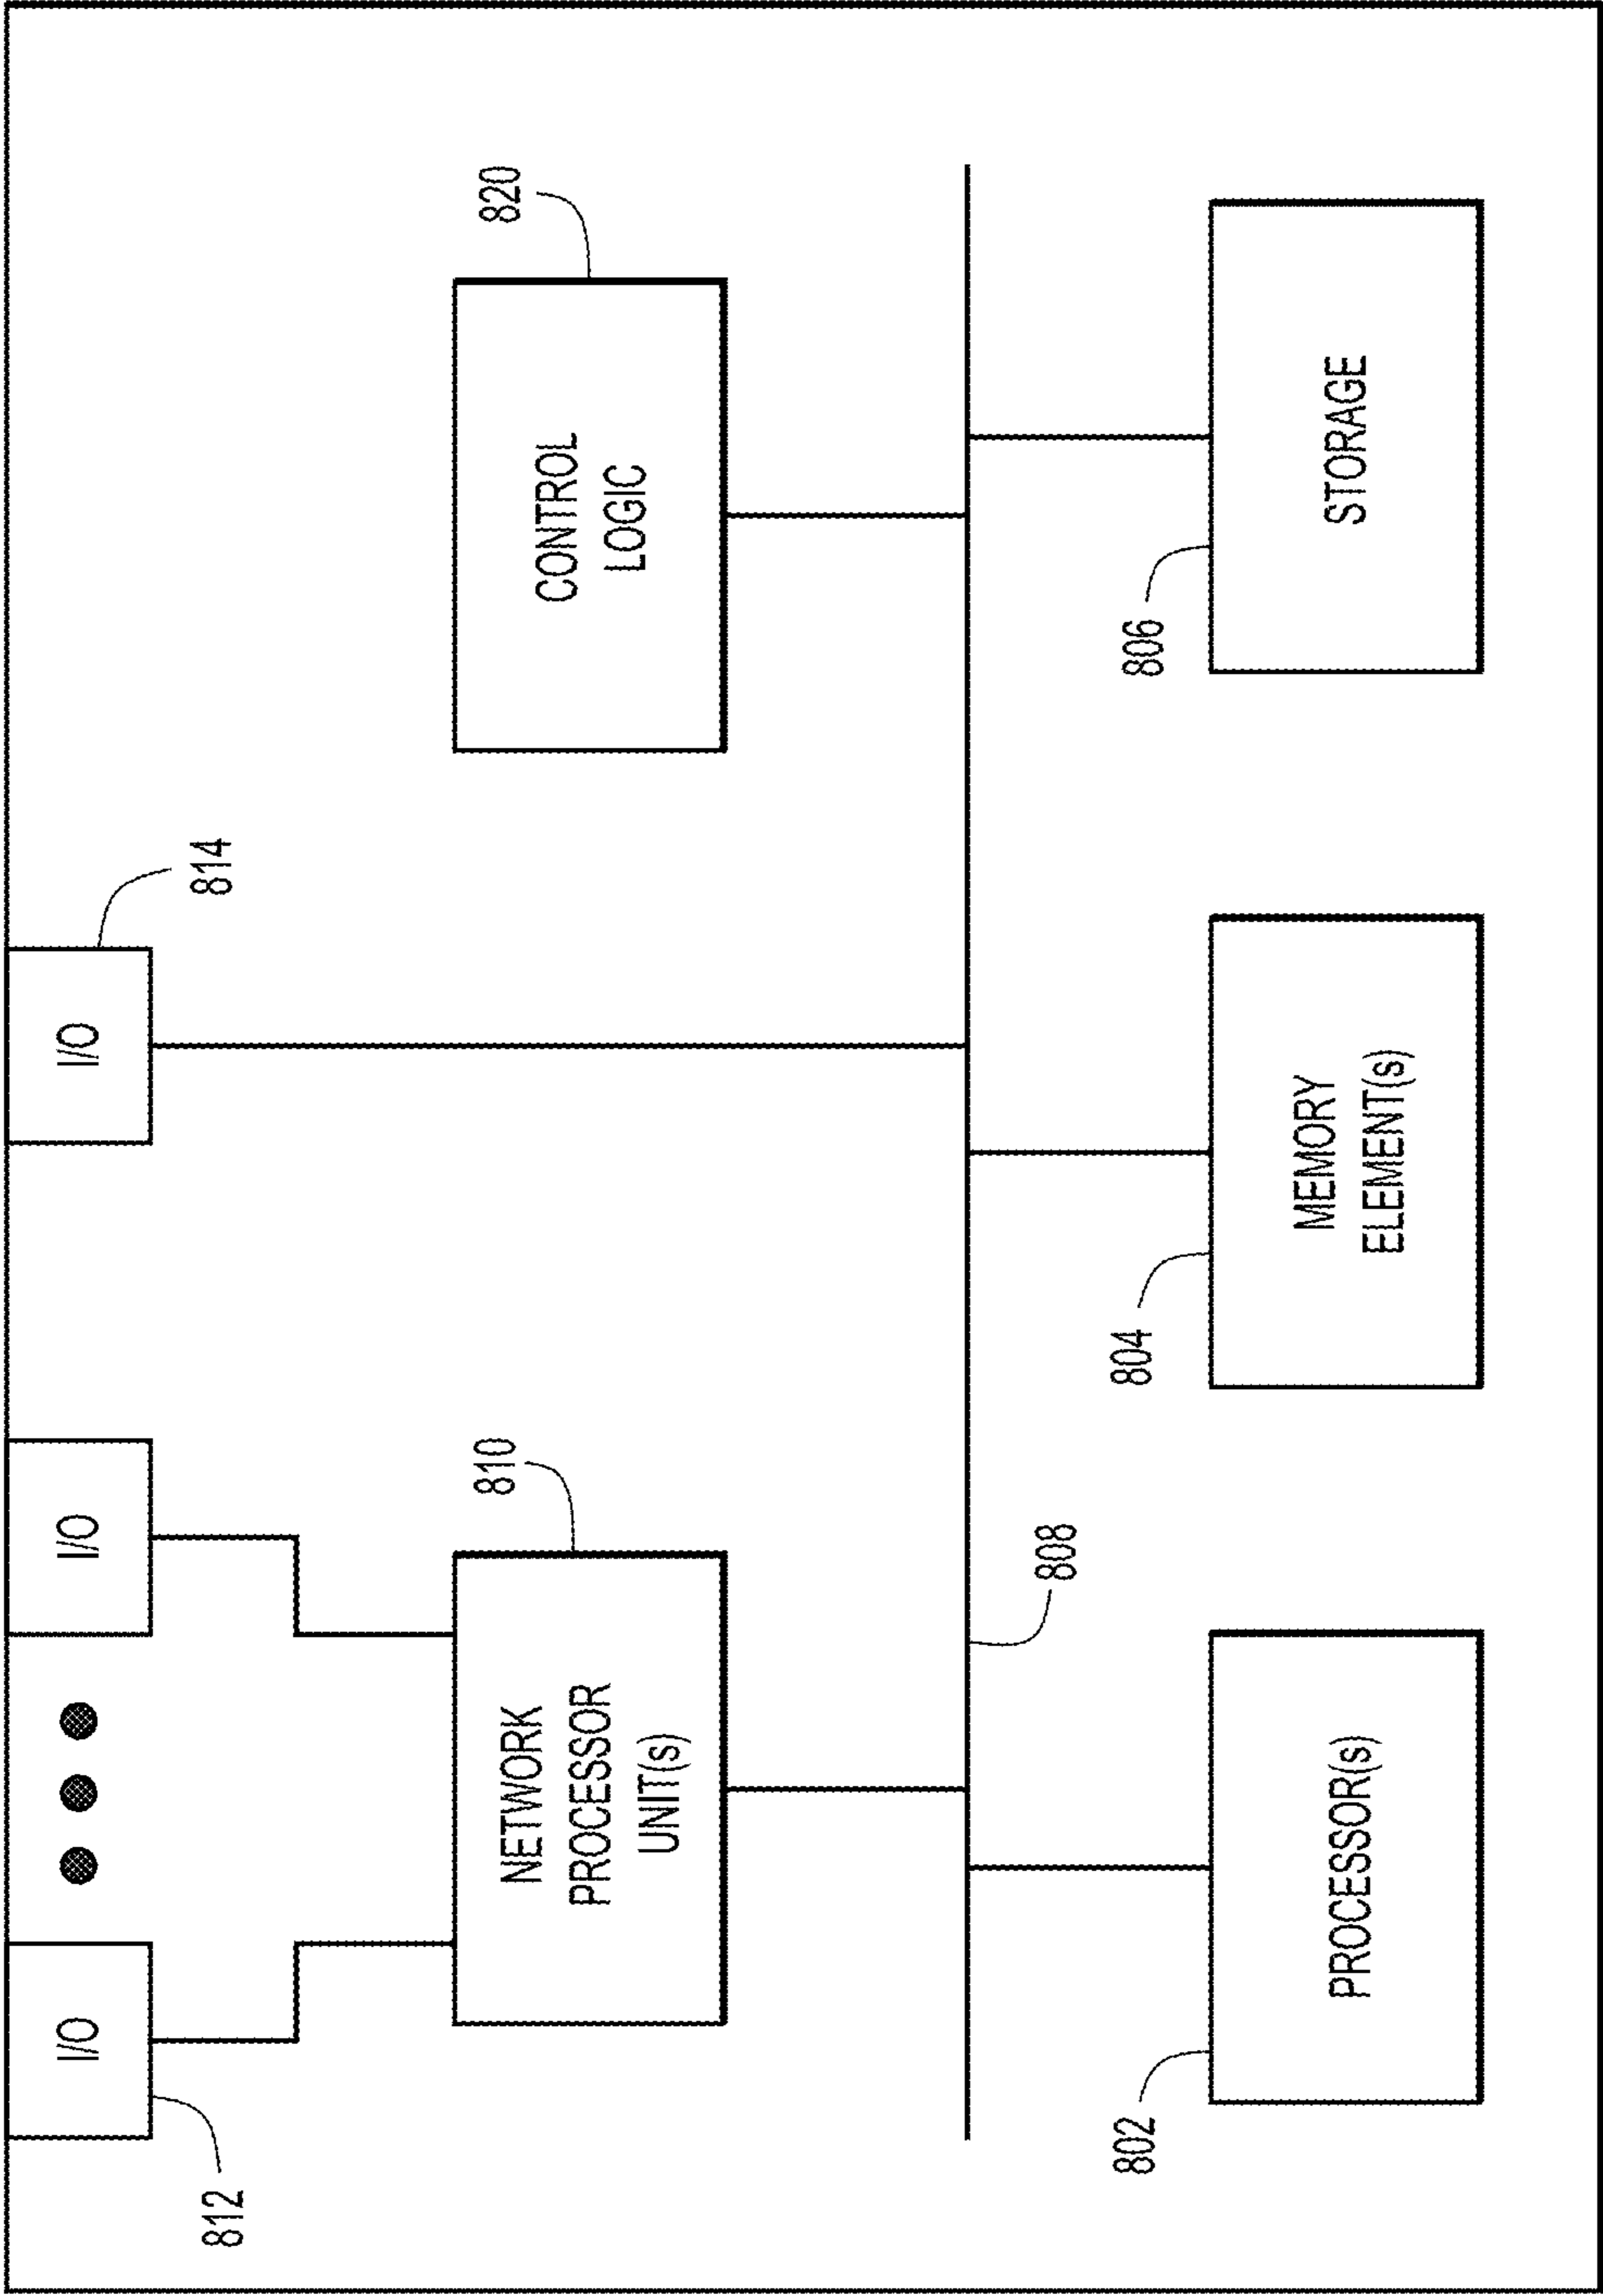 I/O
I/O
I/O
812
814
810
820
NETWORK
PROCESSOR
UNIT(s)
CONTROL
LOGIC
808
802
804
806
PROCESSOR(s)
MEMORY
ELEMENT(s)
STORAGE